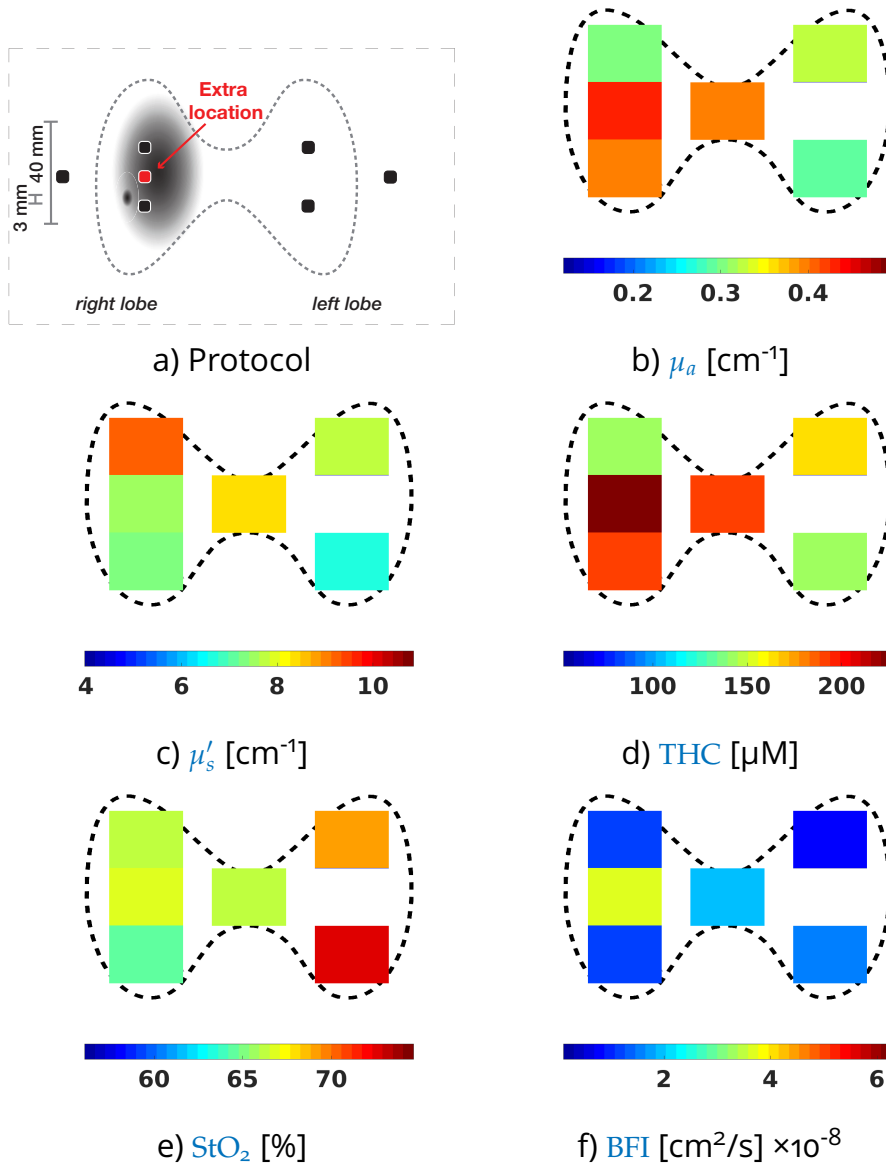 Extra
location
40 mm
3 mm
right lobe
left lobe
a) Protocol
0.2 0.3 0.4
b) μₐ [cm⁻¹]
4 6 8 10
c) μ′ₛ [cm⁻¹]
100 150 200
d) THC [μM]
60 65 70
e) StO₂ [%]
2 4 6
f) BFI [cm²/s] ×10⁻⁸